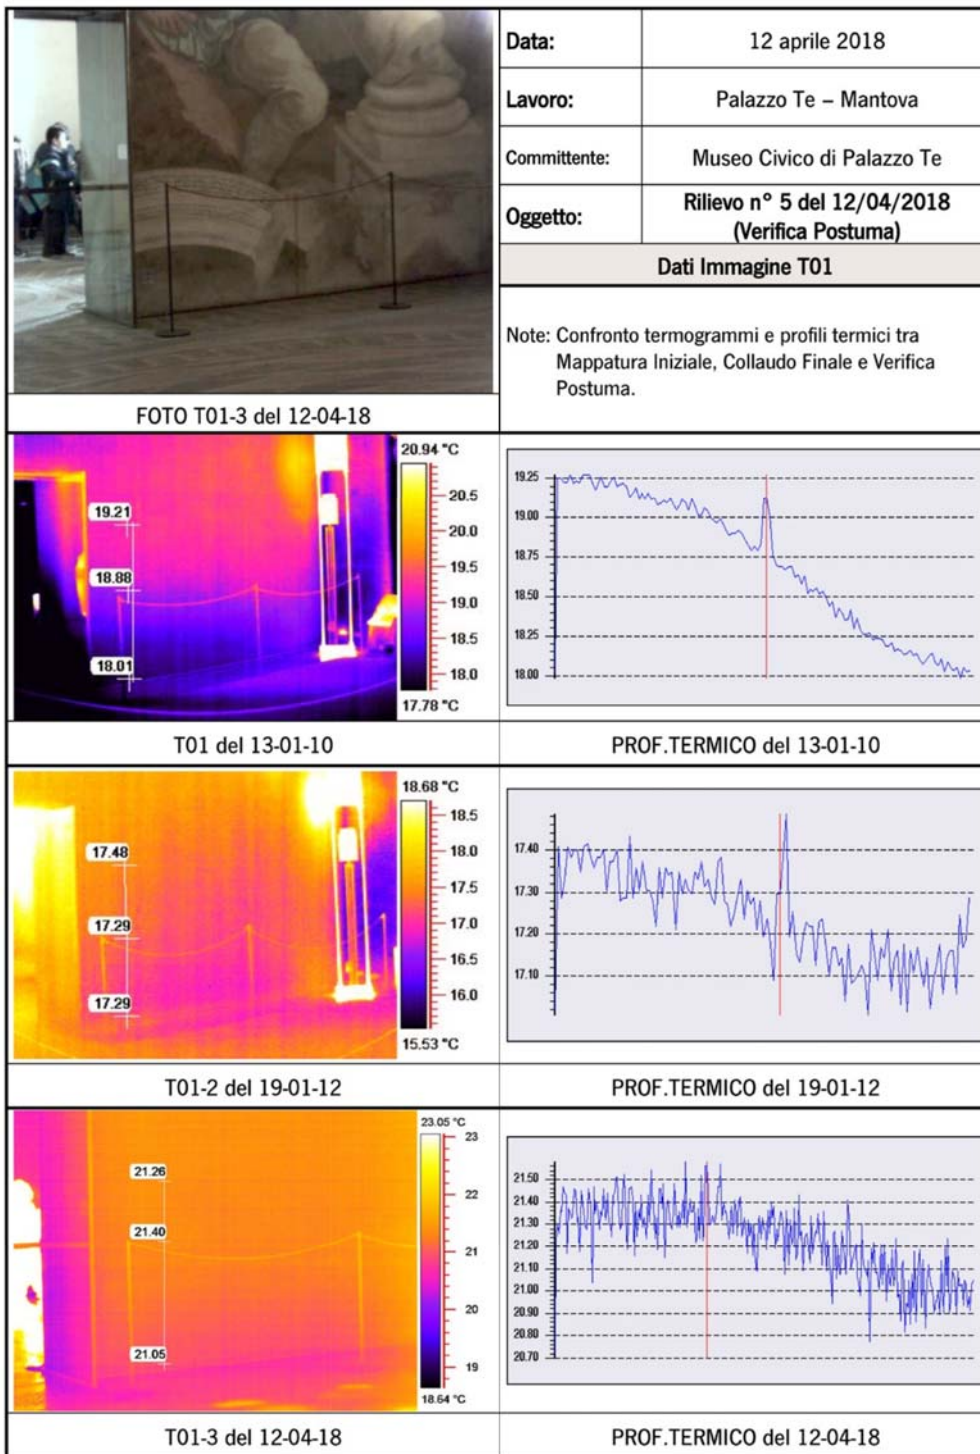 Data:
12 aprile 2018
Lavoro:
Palazzo Te – Mantova
Committente:
Museo Civico di Palazzo Te
Oggetto:
Rilievo n° 5 del 12/04/2018
(Verifica Postuma)
Dati Immagine T01
Note: Confronto termogrammi e profili termici tra
Mappatura Iniziale, Collaudo Finale e Verifica
Postuma.
FOTO T01-3 del 12-04-18
20.94 °C
20.5
20.0
19.5
19.0
18.5
18.0
17.78 °C
19.21
18.88
18.01
19.25
19.00
18.75
18.50
18.25
18.00
T01 del 13-01-10
PROF.TERMICO del 13-01-10
18.68 °C
18.5
18.0
17.5
17.0
16.5
16.0
15.53 °C
17.48
17.29
17.29
17.40
17.30
17.20
17.10
T01-2 del 19-01-12
PROF.TERMICO del 19-01-12
23.05 °C
23
22
21
20
19
18.64 °C
21.26
21.40
21.05
21.50
21.40
21.30
21.20
21.10
21.00
20.90
20.80
20.70
T01-3 del 12-04-18
PROF.TERMICO del 12-04-18